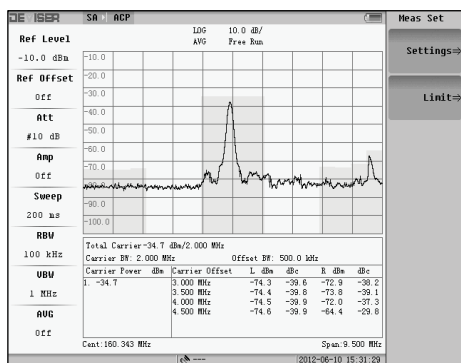 DEVISER SA ACP Meas Set
LOG 10.0 dB/
AVG Free Run
Ref Level
-10.0 dBm
Ref Offset
Off
Att
#10 dB
Amp
Off
Sweep
200 ms
RBW
100 kHz
VBW
1 MHz
AVG
Off
-10.0
-20.0
-30.0
-40.0
-50.0
-60.0
-70.0
-90.0
-100.0
Total Carrier-34.7 dBm/2.000 MHz
Carrier BW: 2.000 MHz Offset BW: 500.0 kHz
Carrier Power dBm Carrier Offset L dBm dBc R dBm dBc
1. -34.7 3.000 MHz -74.3 -39.6 -72.9 -38.2
3.500 MHz -74.4 -39.8 -73.8 -39.1
4.000 MHz -74.5 -39.9 -72.0 -37.3
4.500 MHz -74.6 -39.9 -64.4 -29.8
Cent:160.343 MHz Span:9.500 MHz
--- 2012-06-10 15:31:29
Settings⇒
Limit⇒